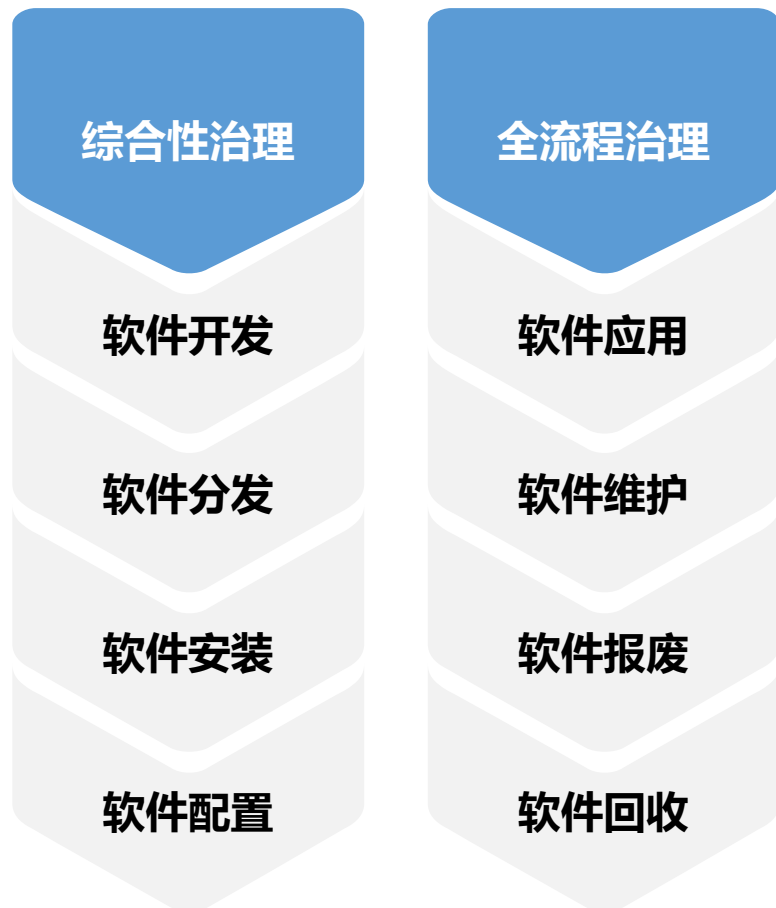 综合性治理
软件开发
软件分发
软件安装
软件配置
全流程治理
软件应用
软件维护
软件报废
软件回收